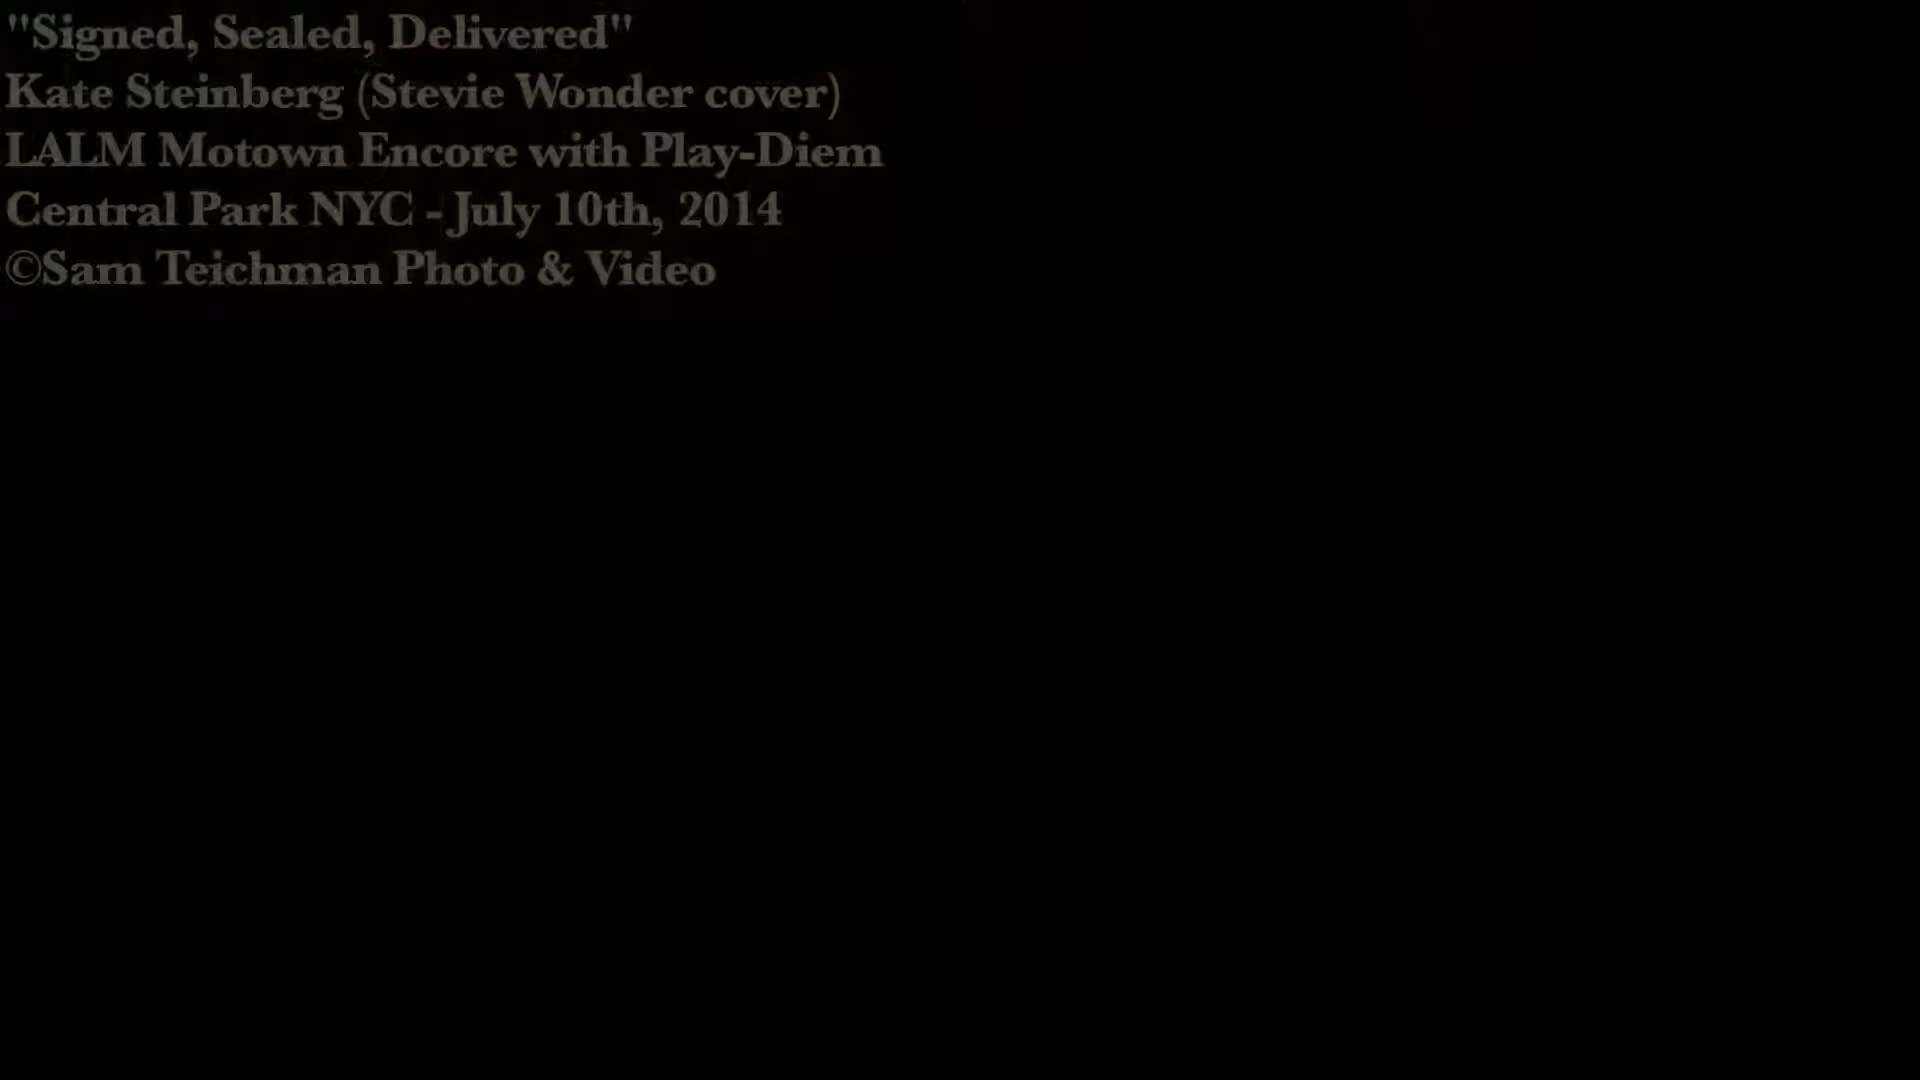 "Signed, Sealed, Delivered"
Kate Steinberg (Stevie Wonder cover)
LALM Motown Encore with Play-Diem
Central Park NYC - July 10th, 2014
©Sam Teichman Photo & Video